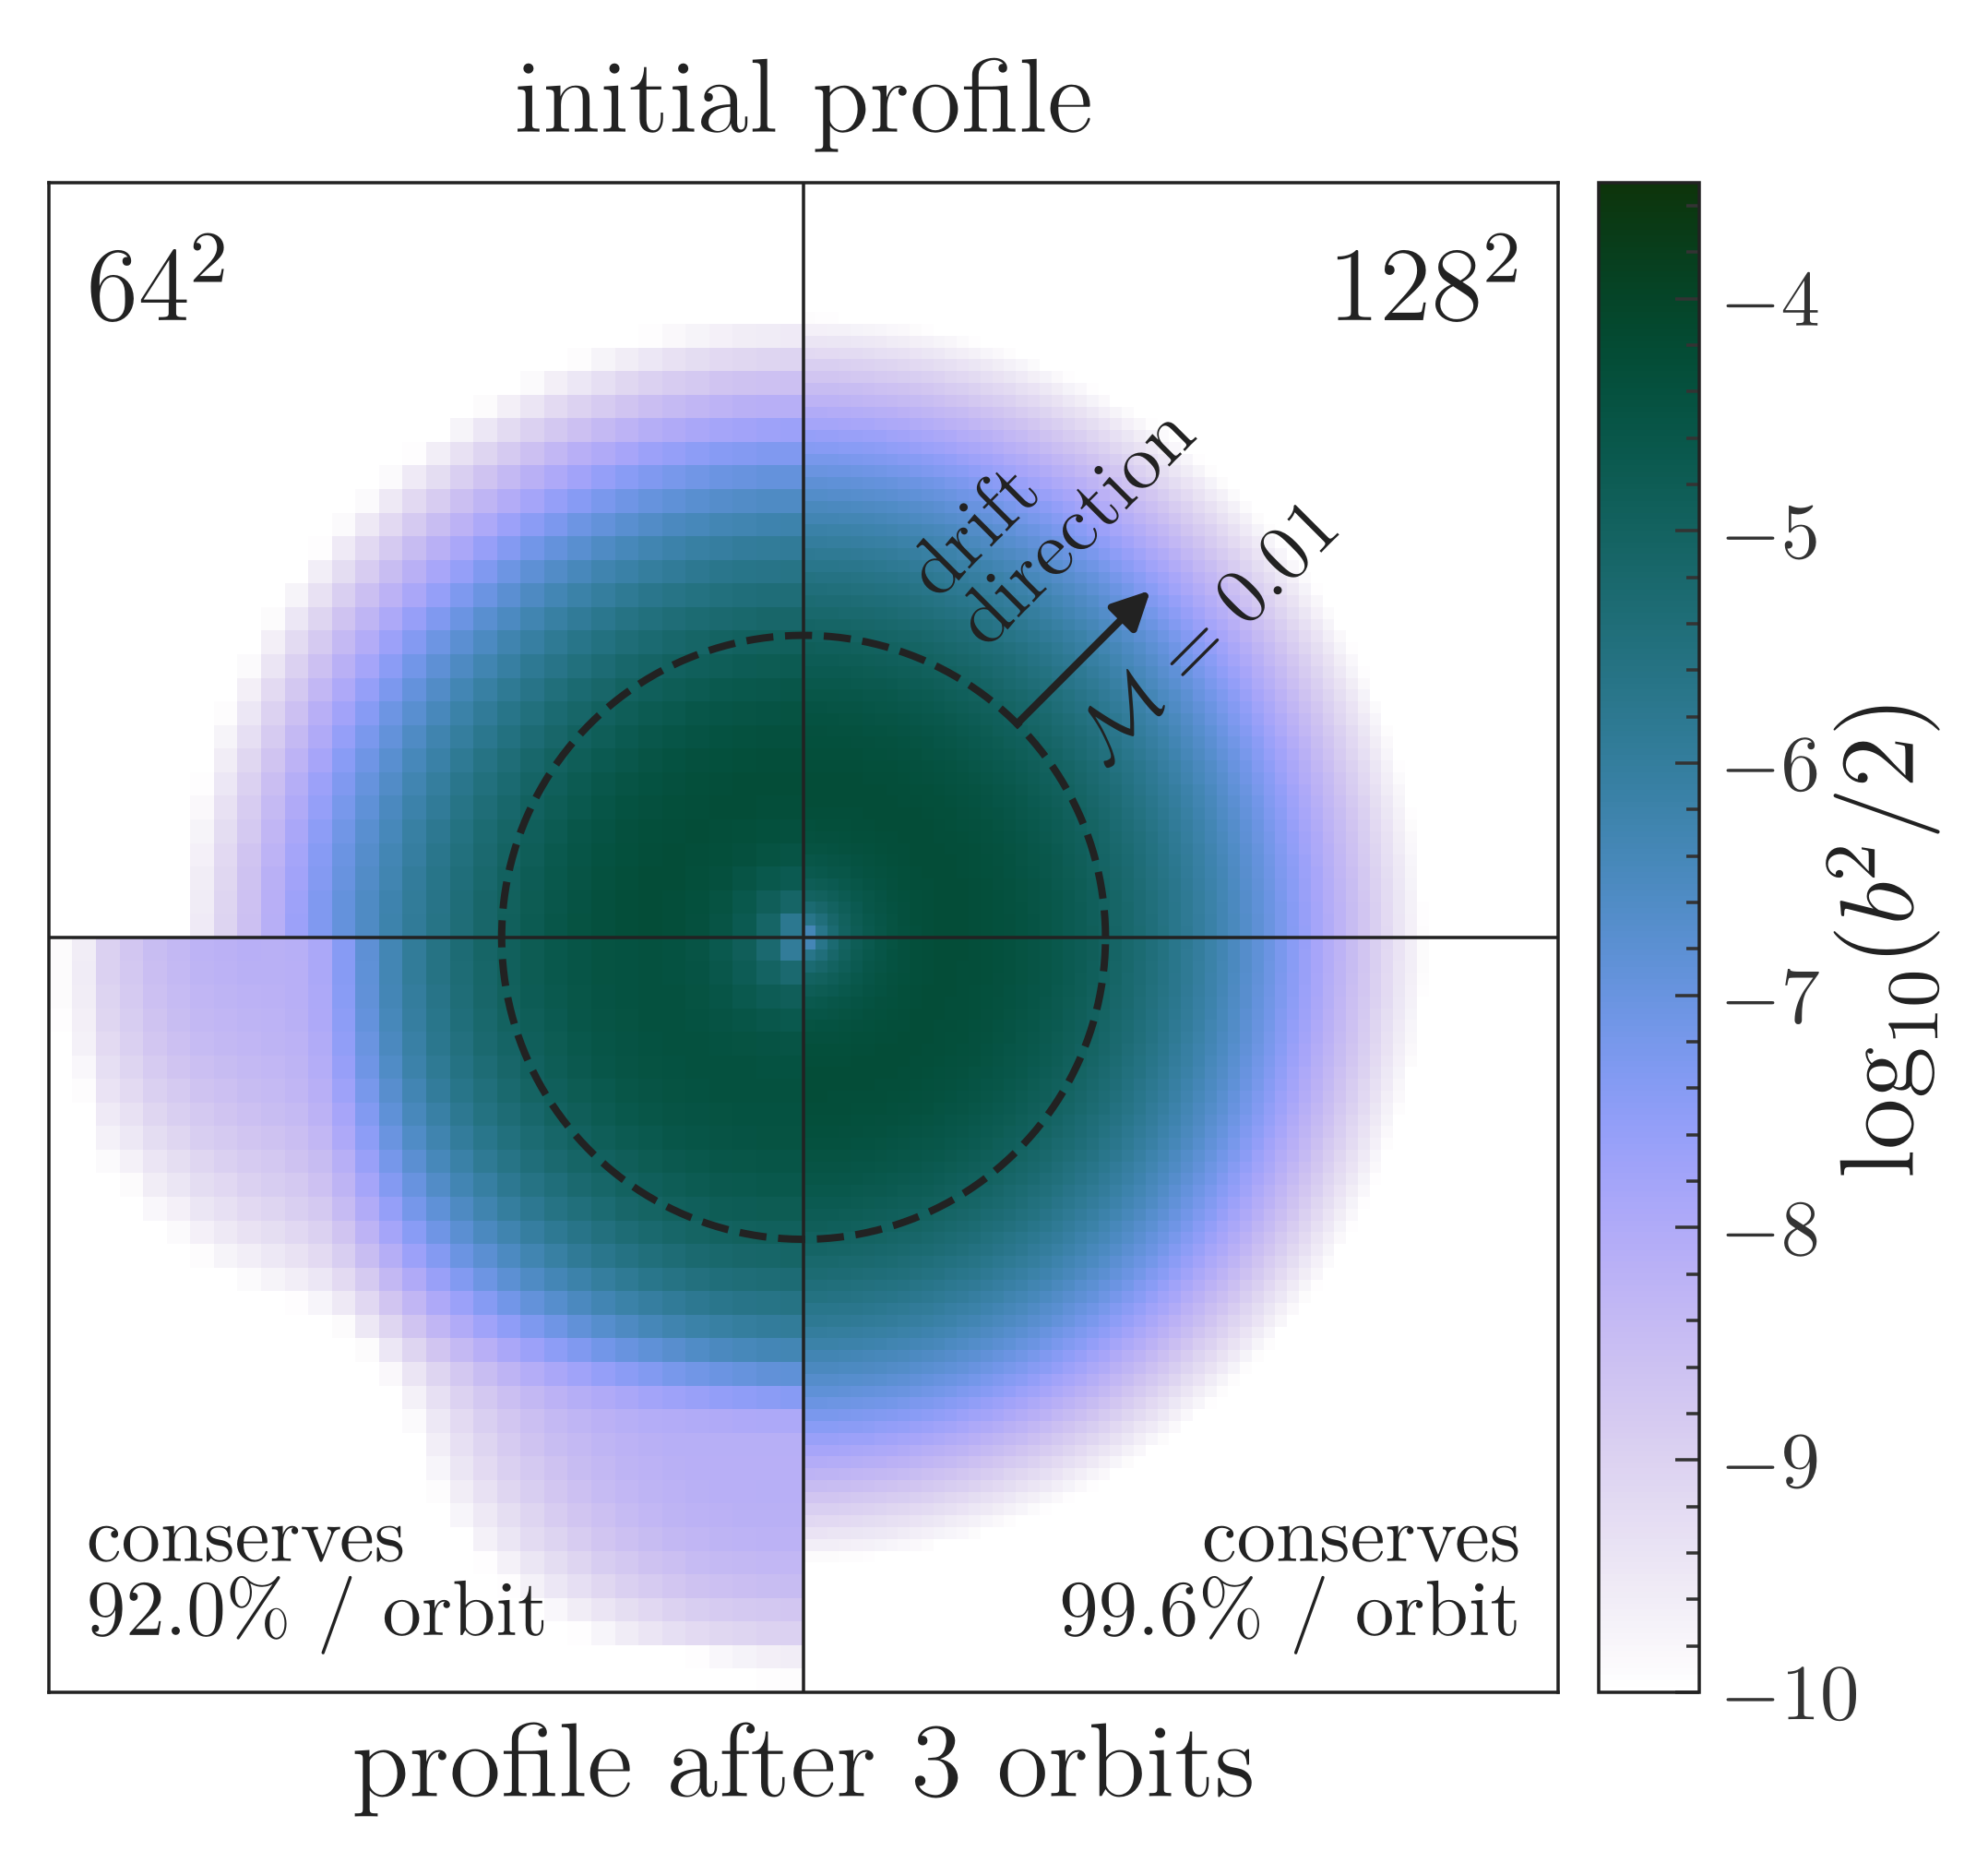 initial profile
64²
128²
drift
direction
ℳ = 0.01
conserves
92.0% / orbit
conserves
99.6% / orbit
profile after 3 orbits
−4
−5
−6
−7
−8
−9
−10
log₁₀(b²/2)